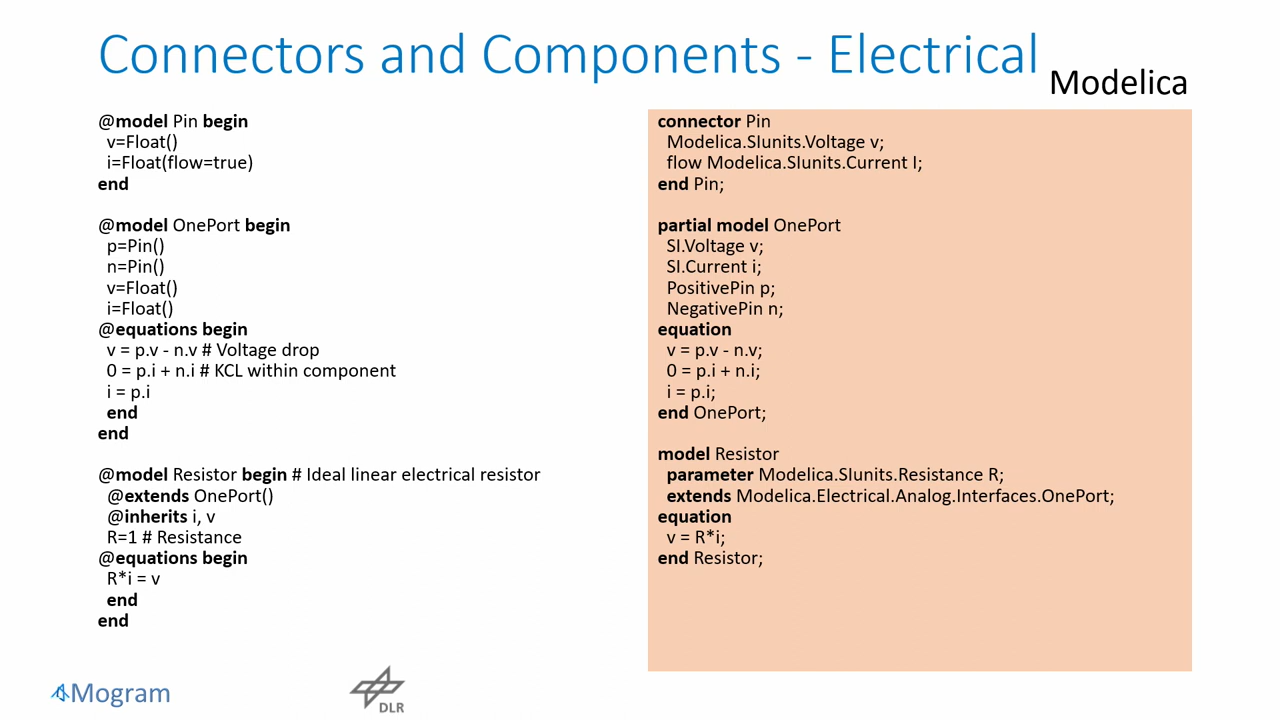 Connectors and Components - Electrical
Modelica
@model Pin begin
v=Float()
i=Float(flow=true)
end
@model OnePort begin
p=Pin()
n=Pin()
v=Float()
i=Float()
@equations begin
v = p.v - n.v # Voltage drop
0 = p.i + n.i # KCL within component
i = p.i
end
end
@model Resistor begin # Ideal linear electrical resistor
@extends OnePort()
@inherits i, v
R=1 # Resistance
@equations begin
R*i = v
end
end
connector Pin
Modelica.SIunits.Voltage v;
flow Modelica.SIunits.Current I;
end Pin;
partial model OnePort
SI.Voltage v;
SI.Current i;
PositivePin p;
NegativePin n;
equation
v = p.v - n.v;
0 = p.i + n.i;
i = p.i;
end OnePort;
model Resistor
parameter Modelica.SIunits.Resistance R;
extends Modelica.Electrical.Analog.Interfaces.OnePort;
equation
v = R*i;
end Resistor;
Mogram
DLR